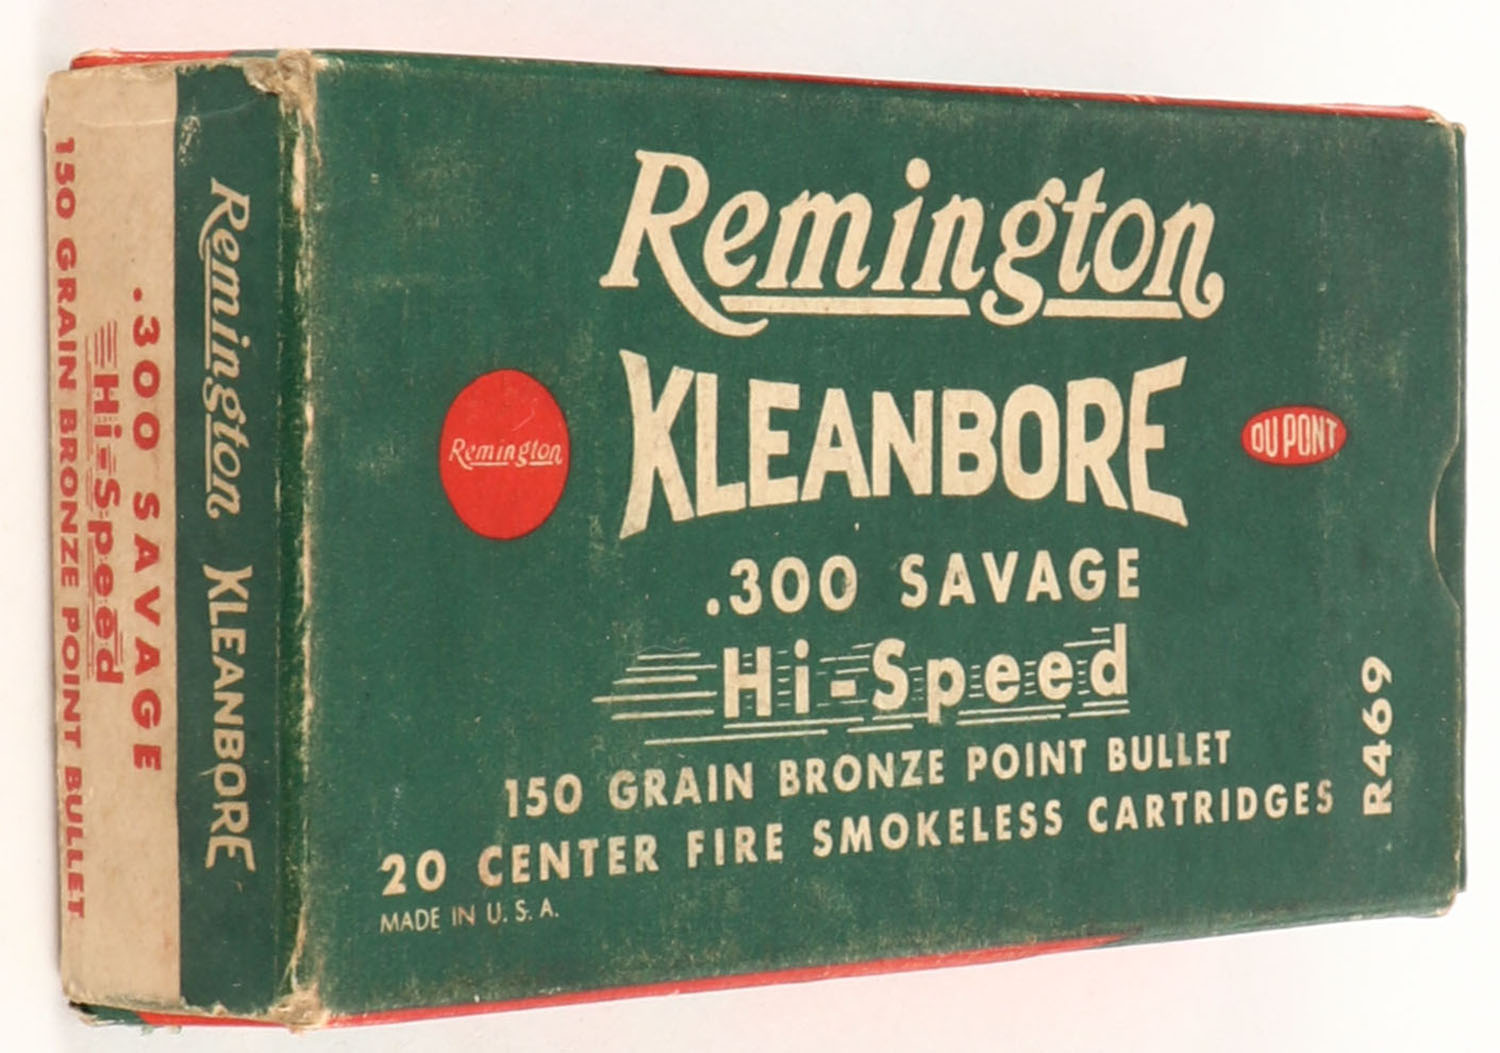 Remington
KLEANBORE
Remington
DU PONT
.300 SAVAGE
Hi-Speed
150 GRAIN BRONZE POINT BULLET
20 CENTER FIRE SMOKELESS CARTRIDGES
MADE IN U.S.A.
R469
Remington KLEANBORE
.300 SAVAGE
Hi-Speed
150 GRAIN BRONZE POINT BULLET